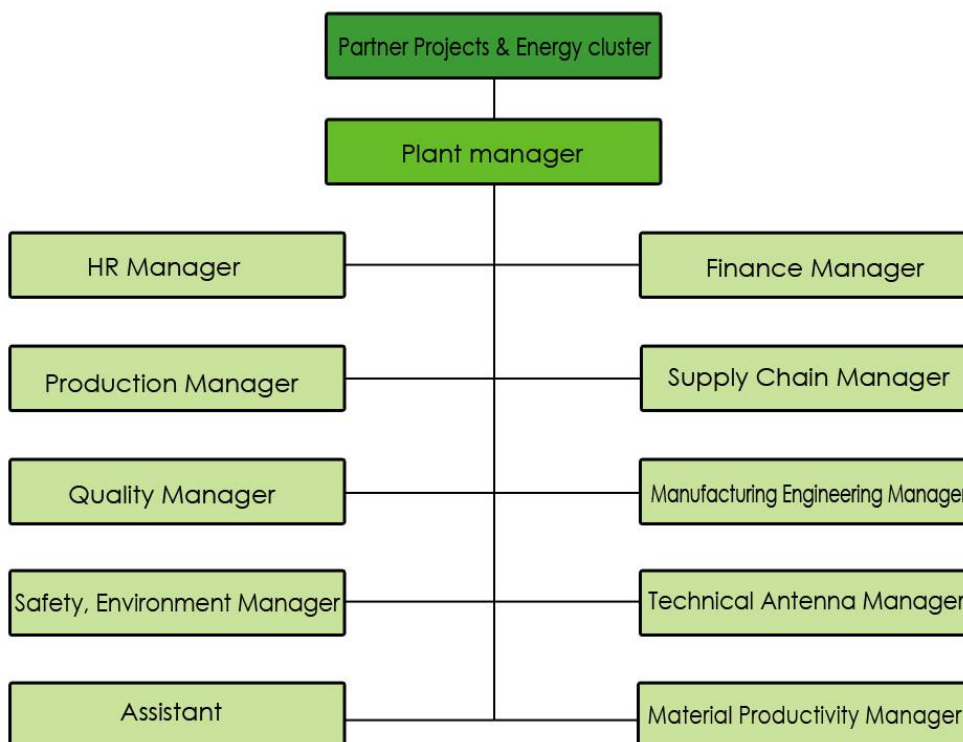 Partner Projects & Energy cluster
Plant manager
HR Manager
Finance Manager
Production Manager
Supply Chain Manager
Quality Manager
Manufacturing Engineering Manager
Safety, Environment Manager
Technical Antenna Manager
Assistant
Material Productivity Manager